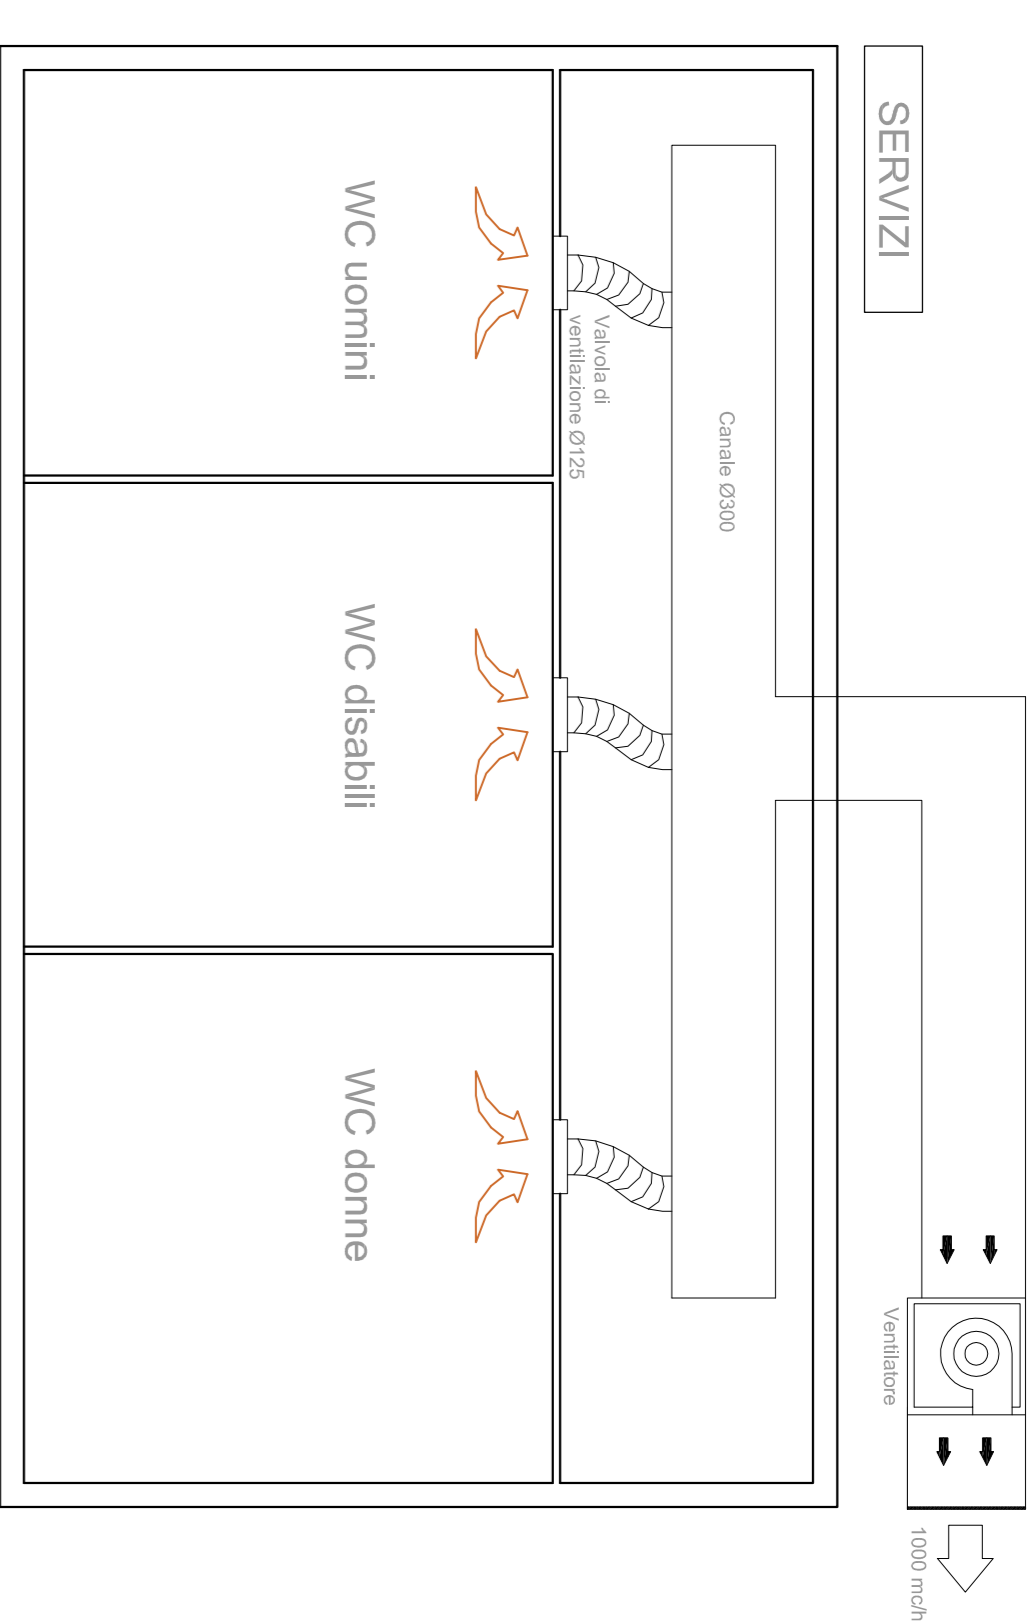 SERVIZI
Ventilatore
1000 mc/h
Canale Ø300
Valvola di
ventilazione Ø125
WC uomini
WC disabili
WC donne